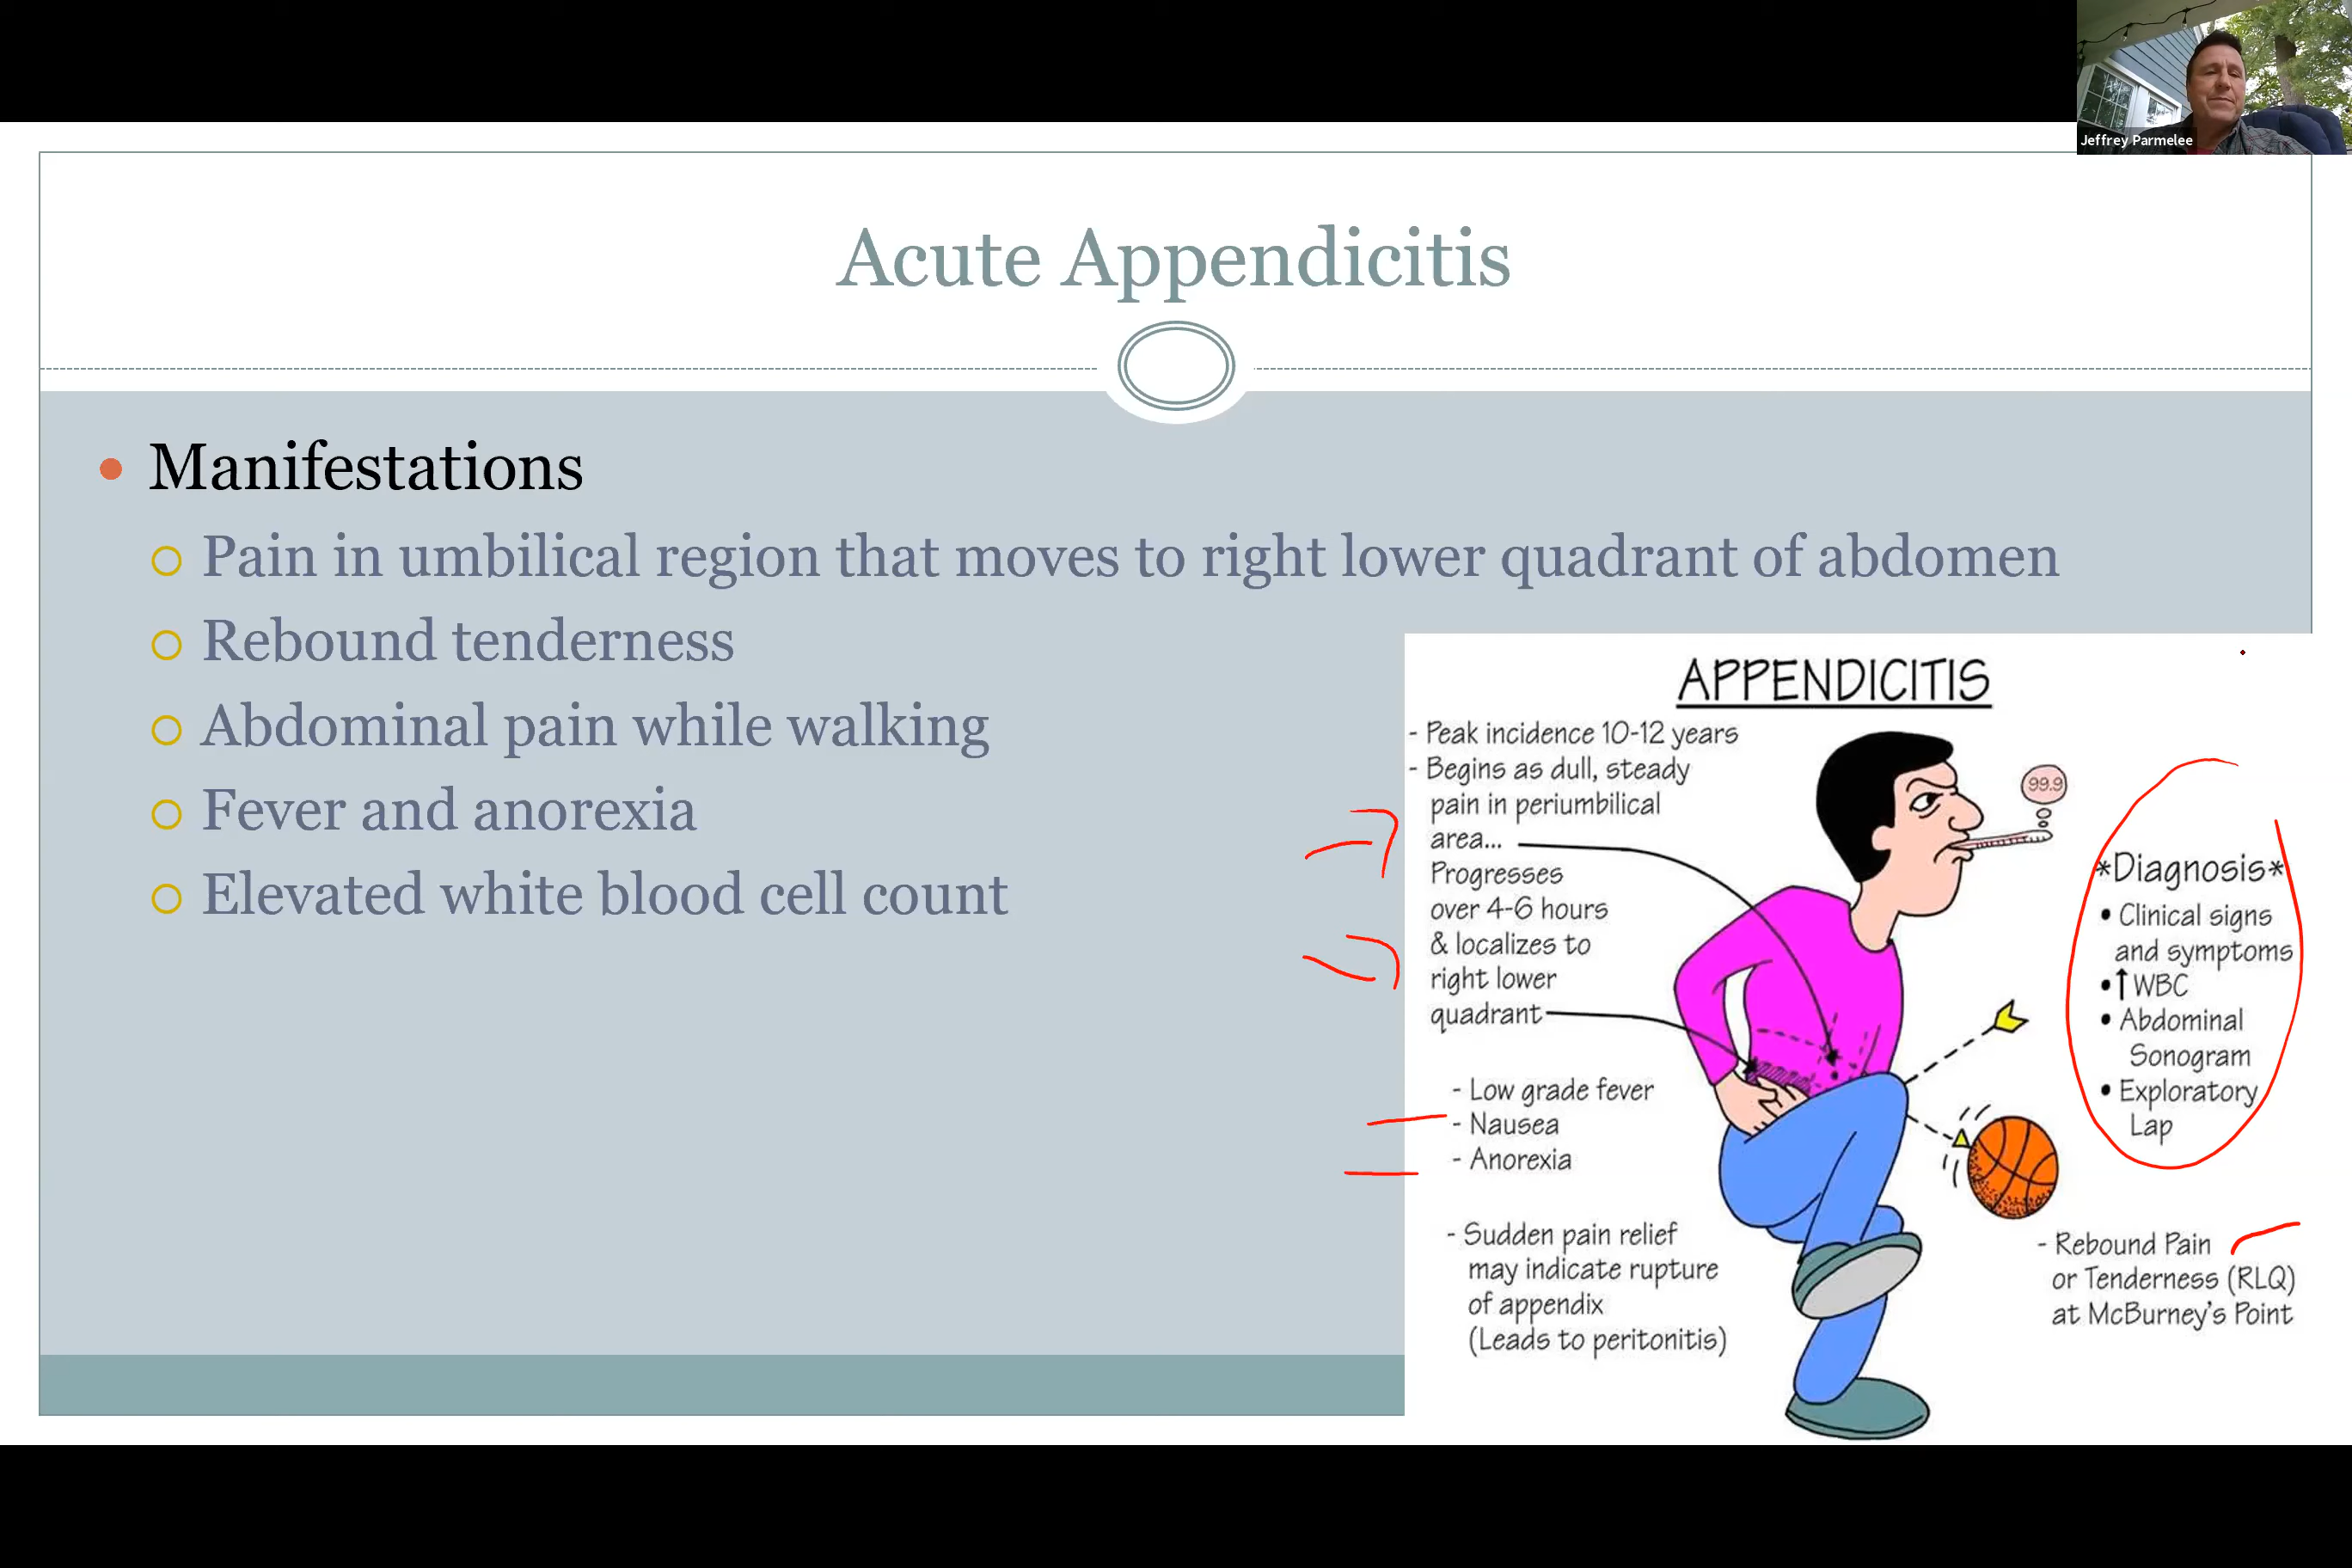 Jeffrey Parmelee
Acute Appendicitis
Manifestations
Pain in umbilical region that moves to right lower quadrant of abdomen
Rebound tenderness
Abdominal pain while walking
Fever and anorexia
Elevated white blood cell count
APPENDICITIS
- Peak incidence 10-12 years
- Begins as dull, steady
pain in periumbilical
area...
Progresses
over 4-6 hours
& localizes to
right lower
quadrant
- Low grade fever
- Nausea
- Anorexia
- Sudden pain relief
may indicate rupture
of appendix
(Leads to peritonitis)
99.9
*Diagnosis*
• Clinical signs
and symptoms
• ↑ WBC
• Abdominal
Sonogram
• Exploratory
Lap
- Rebound Pain
or Tenderness (RLQ)
at McBurney's Point